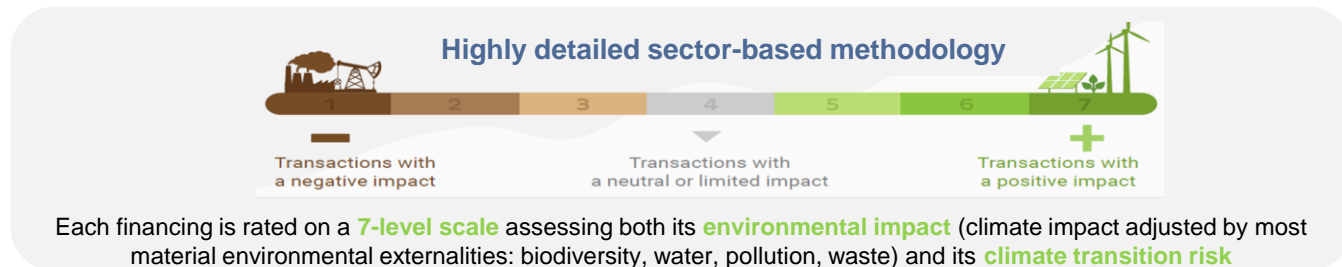 Highly detailed sector-based methodology
1 2 3 4 5 6 7
Transactions with
a negative impact
Transactions with
a neutral or limited impact
Transactions with
a positive impact
Each financing is rated on a 7-level scale assessing both its environmental impact (climate impact adjusted by most
material environmental externalities: biodiversity, water, pollution, waste) and its climate transition risk